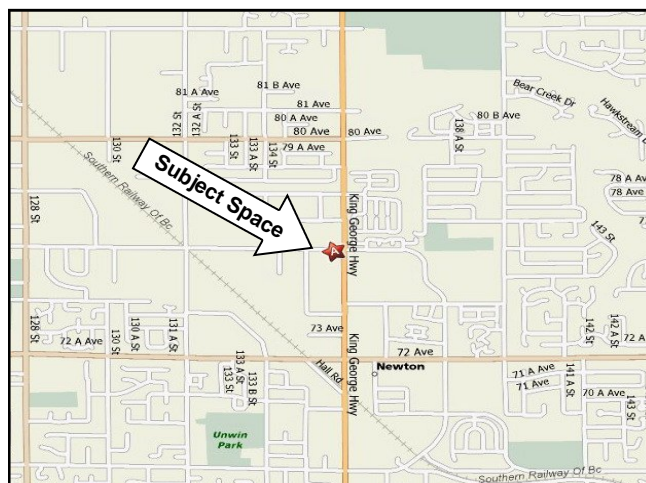 81 B Ave
81 A Ave
Bear Creek Dr
81 Ave
132 St
132 A St
80 A Ave
80 B Ave
138 A St
80 Ave
80 Ave
133 St
133 A St
134 St
79 A Ave
130 St
Southern Railway Of Bc
78 A Ave
78 Ave
Subject Space
128 St
King George Hwy
143 St
A
128 St
73 Ave
130 A St
131 A St
142 St
142 A St
72 A Ave
130 St
King George Hwy
72 A
72 Ave
Hall Rd
Newton
133 A St
133 St
133 B St
71 A Ave
71 Ave
141 A St
70 A Ave
143 St
Unwin
Park
Southern Railway Of Bc